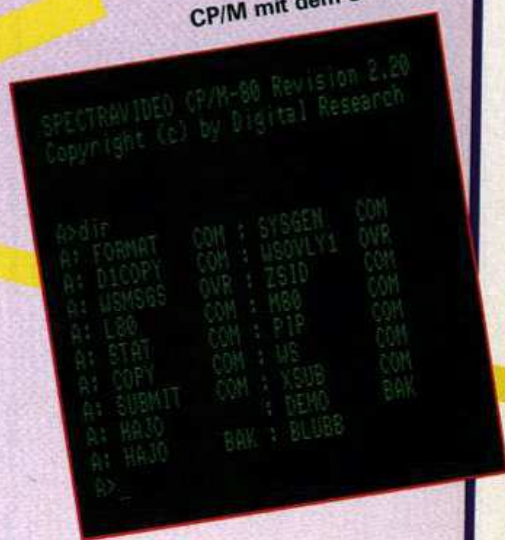 CP/M mit dem
SPECTRAVIDEO CP/M-80 Revision 2.20
Copyright (c) by Digital Research
A>dir
A: FORMAT COM : SYSGEN COM
A: D1COPY COM : WSOVLY1 OVR
A: WSMSGS OVR : ZSID COM
A: L80 COM : M80 COM
A: STAT COM : PIP COM
A: COPY COM : WS COM
A: SUBMIT COM : XSUB COM
A: HAJO : DEMO BAK
A: HAJO BAK : BLUBB
A>_